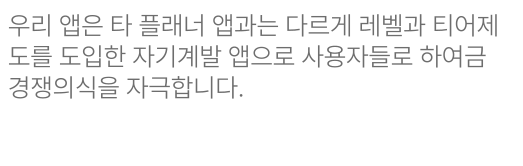 우리 앱은 타 플래너 앱과는 다르게 레벨과 티어제
도를 도입한 자기계발 앱으로 사용자들로 하여금
경쟁의식을 자극합니다.